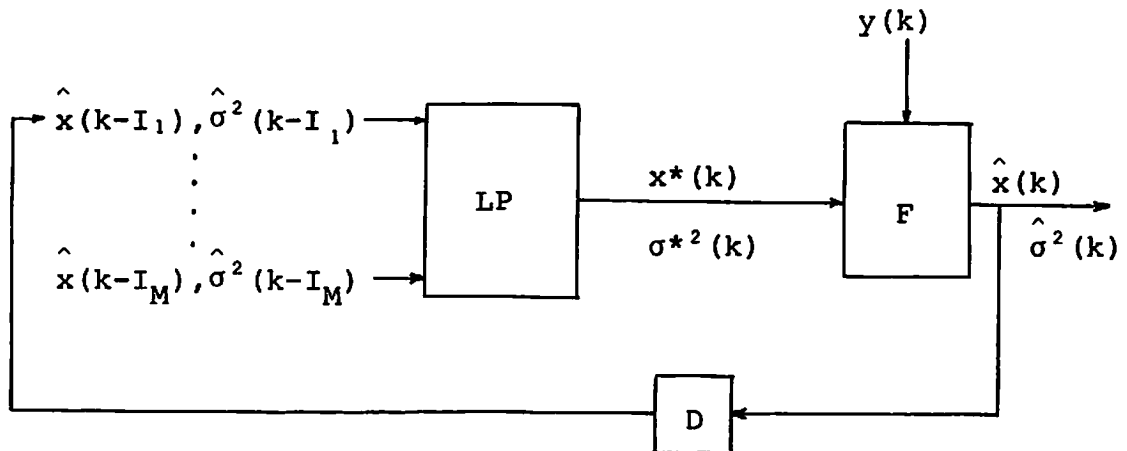 y(k)
x̂(k-I₁),σ̂²(k-I₁)
LP
x*(k)
σ*²(k)
F
x̂(k)
σ̂²(k)
x̂(k-I_M),σ̂²(k-I_M)
D